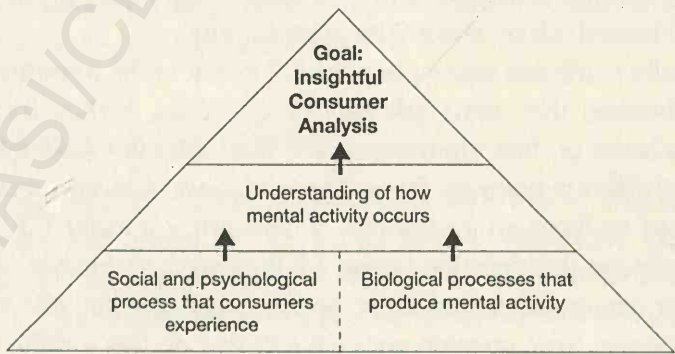 Goal:
Insightful
Consumer
Analysis
Understanding of how
mental activity occurs
Social and psychological
process that consumers
experience
Biological processes that
produce mental activity